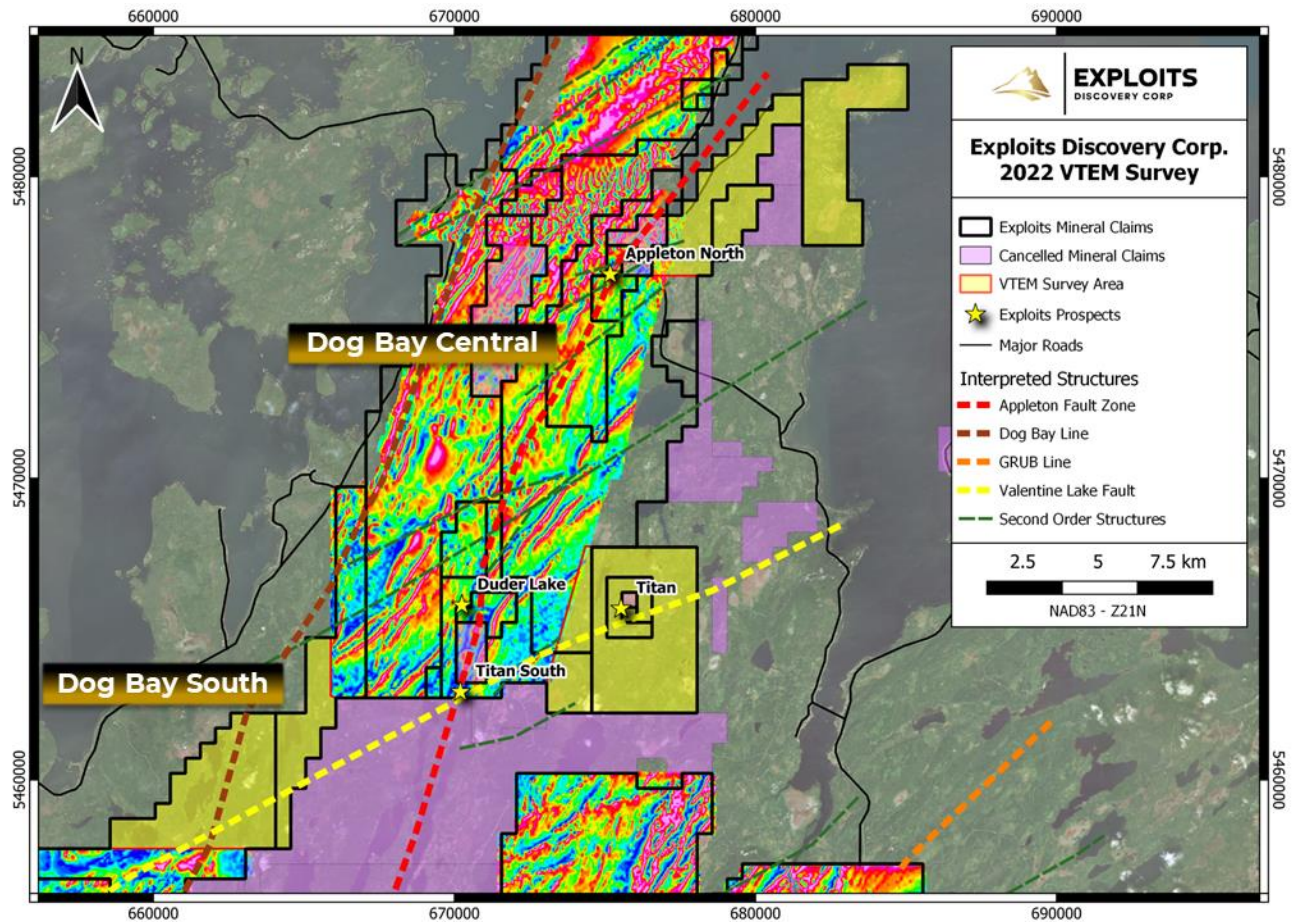 660000 670000 680000 690000
N
EXPLOITS
DISCOVERY CORP
Exploits Discovery Corp.
2022 VTEM Survey
Exploits Mineral Claims
Cancelled Mineral Claims
VTEM Survey Area
Exploits Prospects
Major Roads
Interpreted Structures
Appleton Fault Zone
Dog Bay Line
GRUB Line
Valentine Lake Fault
Second Order Structures
2.5 5 7.5 km
NAD83 - Z21N
5480000 5480000
Appleton North
Dog Bay Central
5470000 5470000
Duder Lake
Titan
Titan South
Dog Bay South
5460000 5460000
660000 670000 680000 690000